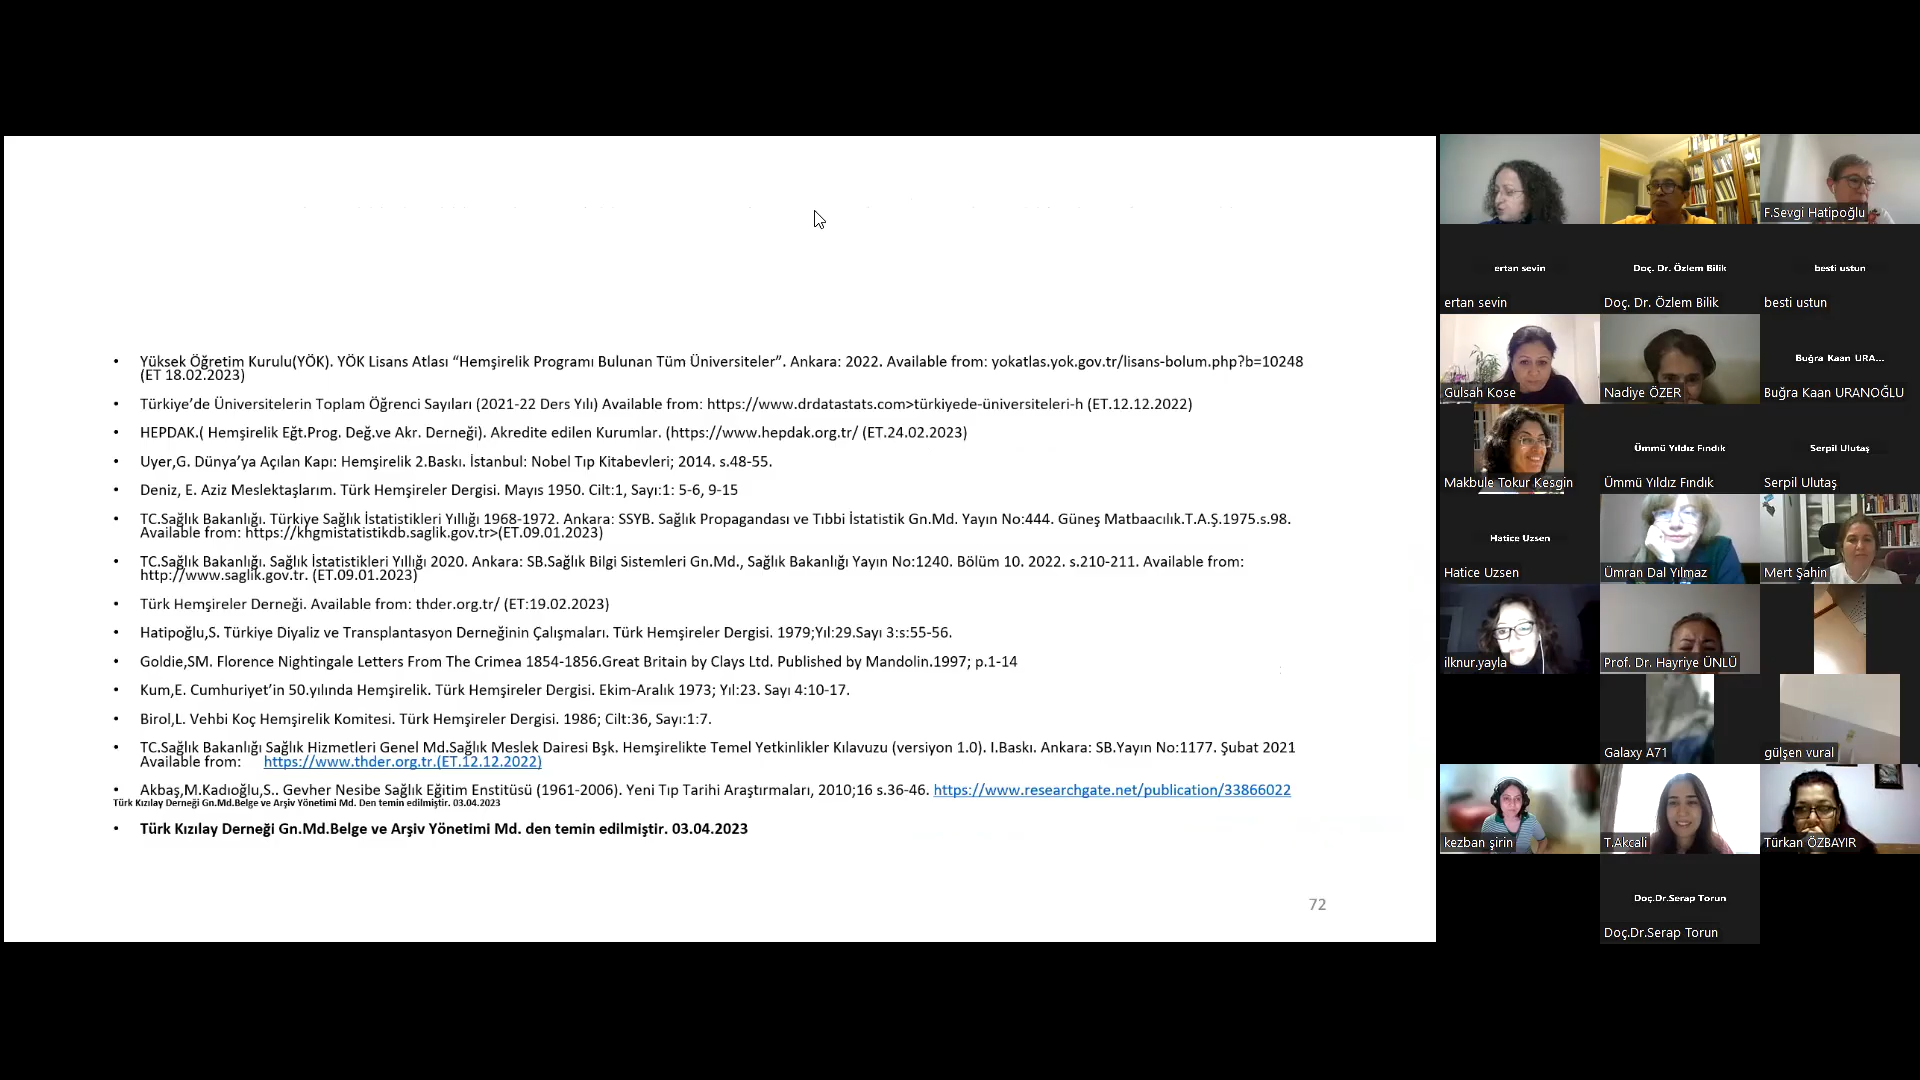 • Yüksek Öğretim Kurulu(YÖK). YÖK Lisans Atlası “Hemşirelik Programı Bulunan Tüm Üniversiteler”. Ankara: 2022. Available from: yokatlas.yok.gov.tr/lisans-bolum.php?b=10248
(ET 18.02.2023)
• Türkiye’de Üniversitelerin Toplam Öğrenci Sayıları (2021-22 Ders Yılı) Available from: https://www.drdatastats.com>türkiyede-üniversiteleri-h (ET.12.12.2022)
• HEPDAK.( Hemşirelik Eğt.Prog. Değ.ve Akr. Derneği). Akredite edilen Kurumlar. (https://www.hepdak.org.tr/ (ET.24.02.2023)
• Uyer,G. Dünya’ya Açılan Kapı: Hemşirelik 2.Baskı. İstanbul: Nobel Tıp Kitabevleri; 2014. s.48-55.
• Deniz, E. Aziz Meslektaşlarım. Türk Hemşireler Dergisi. Mayıs 1950. Cilt:1, Sayı:1: 5-6, 9-15
• TC.Sağlık Bakanlığı. Türkiye Sağlık İstatistikleri Yıllığı 1968-1972. Ankara: SSYB. Sağlık Propagandası ve Tıbbi İstatistik Gn.Md. Yayın No:444. Güneş Matbaacılık.T.A.Ş.1975.s.98.
Available from: https://khgmistatistikdb.saglik.gov.tr>(ET.09.01.2023)
• TC.Sağlık Bakanlığı. Sağlık İstatistikleri Yıllığı 2020. Ankara: SB.Sağlık Bilgi Sistemleri Gn.Md., Sağlık Bakanlığı Yayın No:1240. Bölüm 10. 2022. s.210-211. Available from:
http://www.saglik.gov.tr. (ET.09.01.2023)
• Türk Hemşireler Derneği. Available from: thder.org.tr/ (ET:19.02.2023)
• Hatipoğlu,S. Türkiye Diyaliz ve Transplantasyon Derneğinin Çalışmaları. Türk Hemşireler Dergisi. 1979;Yıl:29.Sayı 3:s:55-56.
• Goldie,SM. Florence Nightingale Letters From The Crimea 1854-1856.Great Britain by Clays Ltd. Published by Mandolin.1997; p.1-14
• Kum,E. Cumhuriyet’in 50.yılında Hemşirelik. Türk Hemşireler Dergisi. Ekim-Aralık 1973; Yıl:23. Sayı 4:10-17.
• Birol,L. Vehbi Koç Hemşirelik Komitesi. Türk Hemşireler Dergisi. 1986; Cilt:36, Sayı:1:7.
• TC.Sağlık Bakanlığı Sağlık Hizmetleri Genel Md.Sağlık Meslek Dairesi Bşk. Hemşirelikte Temel Yetkinlikler Kılavuzu (versiyon 1.0). I.Baskı. Ankara: SB.Yayın No:1177. Şubat 2021
Available from: https://www.thder.org.tr.(ET.12.12.2022)
• Akbaş,M.Kadıoğlu,S.. Gevher Nesibe Sağlık Eğitim Enstitüsü (1961-2006). Yeni Tıp Tarihi Araştırmaları, 2010;16 s.36-46. https://www.researchgate.net/publication/33866022
Türk Kızılay Derneği Gn.Md.Belge ve Arşiv Yönetimi Md. Den temin edilmiştir. 03.04.2023
• Türk Kızılay Derneği Gn.Md.Belge ve Arşiv Yönetimi Md. den temin edilmiştir. 03.04.2023
72
F.Sevgi Hatipoğlu
ertan sevin
Doç. Dr. Özlem Bilik
besti ustun
ertan sevin
Doç. Dr. Özlem Bilik
besti ustun
Buğra Kaan URA...
Gülşah Köse
Nadiye ÖZER
Buğra Kaan URANOĞLU
Ümmü Yıldız Fındık
Serpil Ulutaş
Makbule Tokur Kesgin
Ümmü Yıldız Fındık
Serpil Ulutaş
Hatice Uzsen
Hatice Uzsen
Ümran Dal Yılmaz
Mert Şahin
ilknur.yayla
Prof. Dr. Hayriye ÜNLÜ
Galaxy A71
gülşen vural
kezban şirin
T.Akcali
Türkan ÖZBAYIR
Doç.Dr.Serap Torun
Doç.Dr.Serap Torun